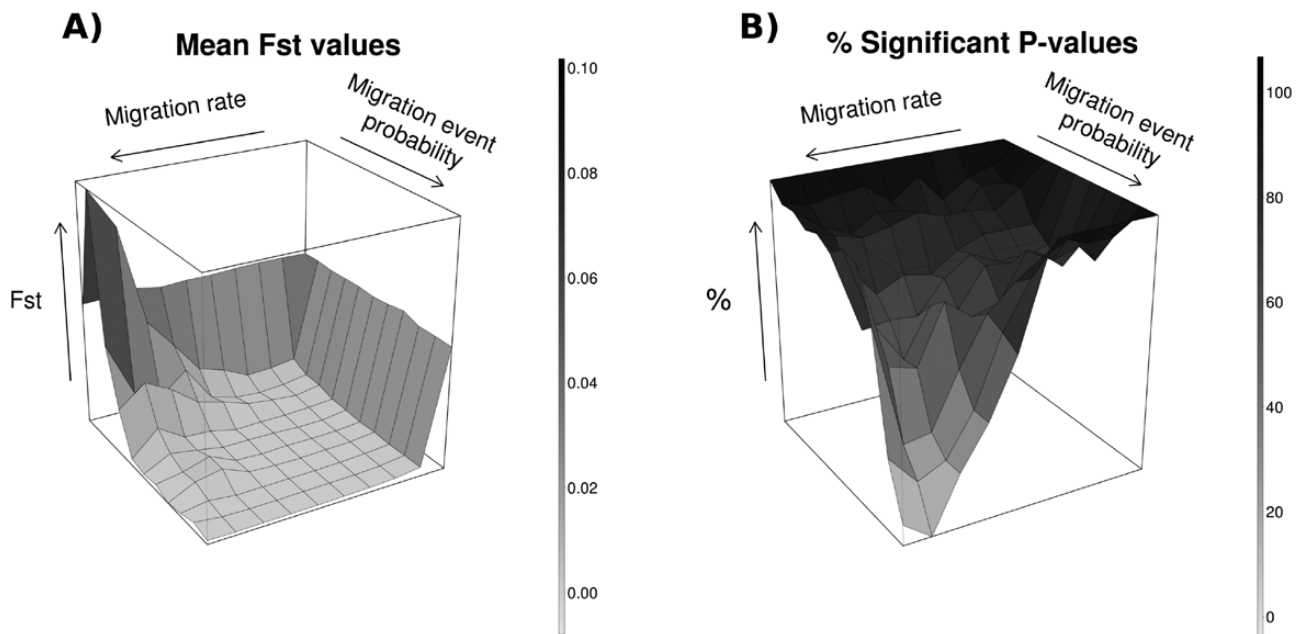 A)
Mean Fst values
Migration rate
Migration event
probability
Fst
0.10
0.08
0.06
0.04
0.02
0.00
B)
% Significant P-values
Migration rate
Migration event
probability
%
100
80
60
40
20
0